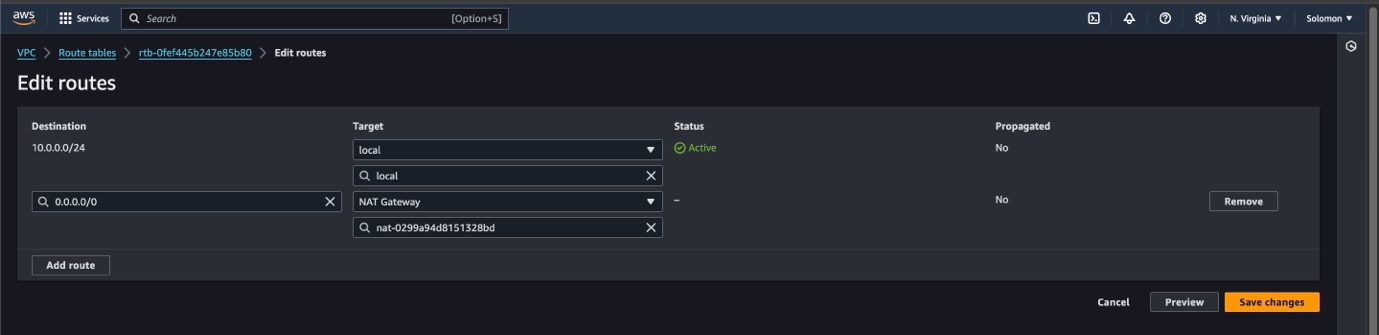 aws Services Search [Option+S] N. Virginia ▼ Solomon ▼
VPC > Route tables > rtb-0fef445b247e85b80 > Edit routes
Edit routes
Destination Target Status Propagated
10.0.0.0/24 local Active No
local
0.0.0.0/0 NAT Gateway – No Remove
nat-0299a94d8151328bd
Add route
Cancel Preview Save changes